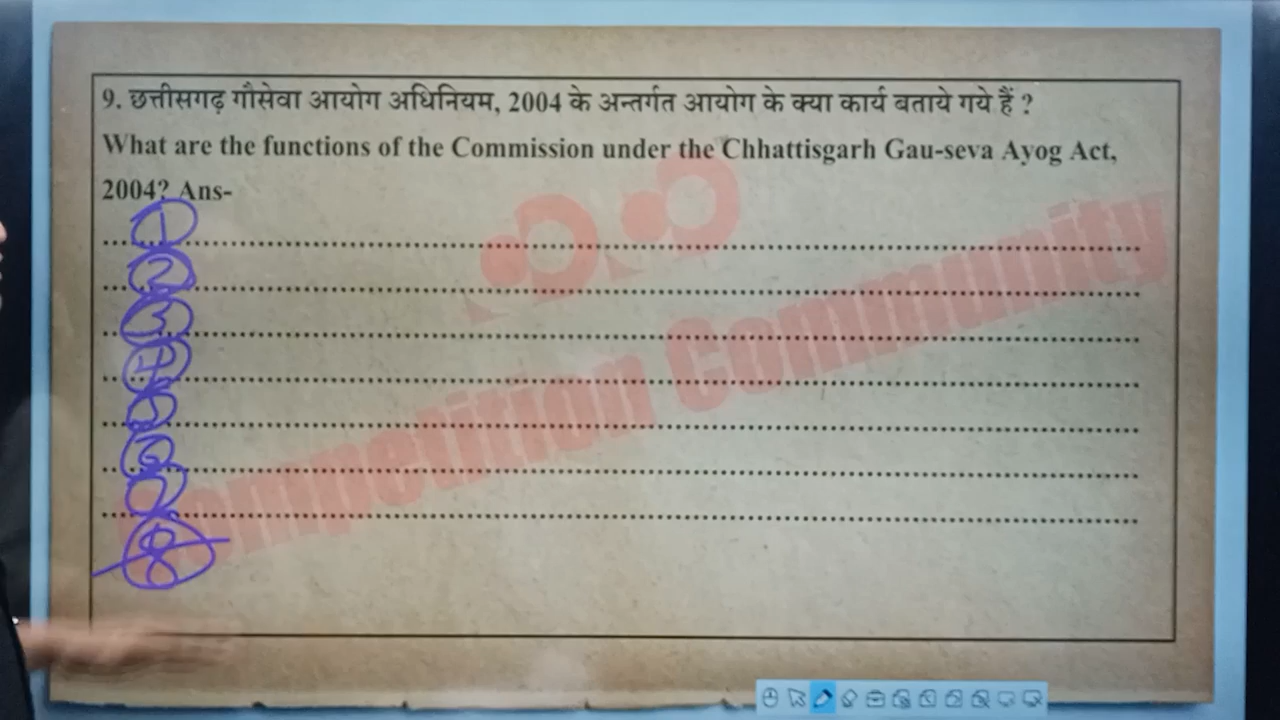 9. छत्तीसगढ़ गौसेवा आयोग अधिनियम, 2004 के अन्तर्गत आयोग के क्या कार्य बताये गये हैं ?
What are the functions of the Commission under the Chhattisgarh Gau-seva Ayog Act,
2004? Ans-
1
2
3
4
5
6
7
8
Competition Community